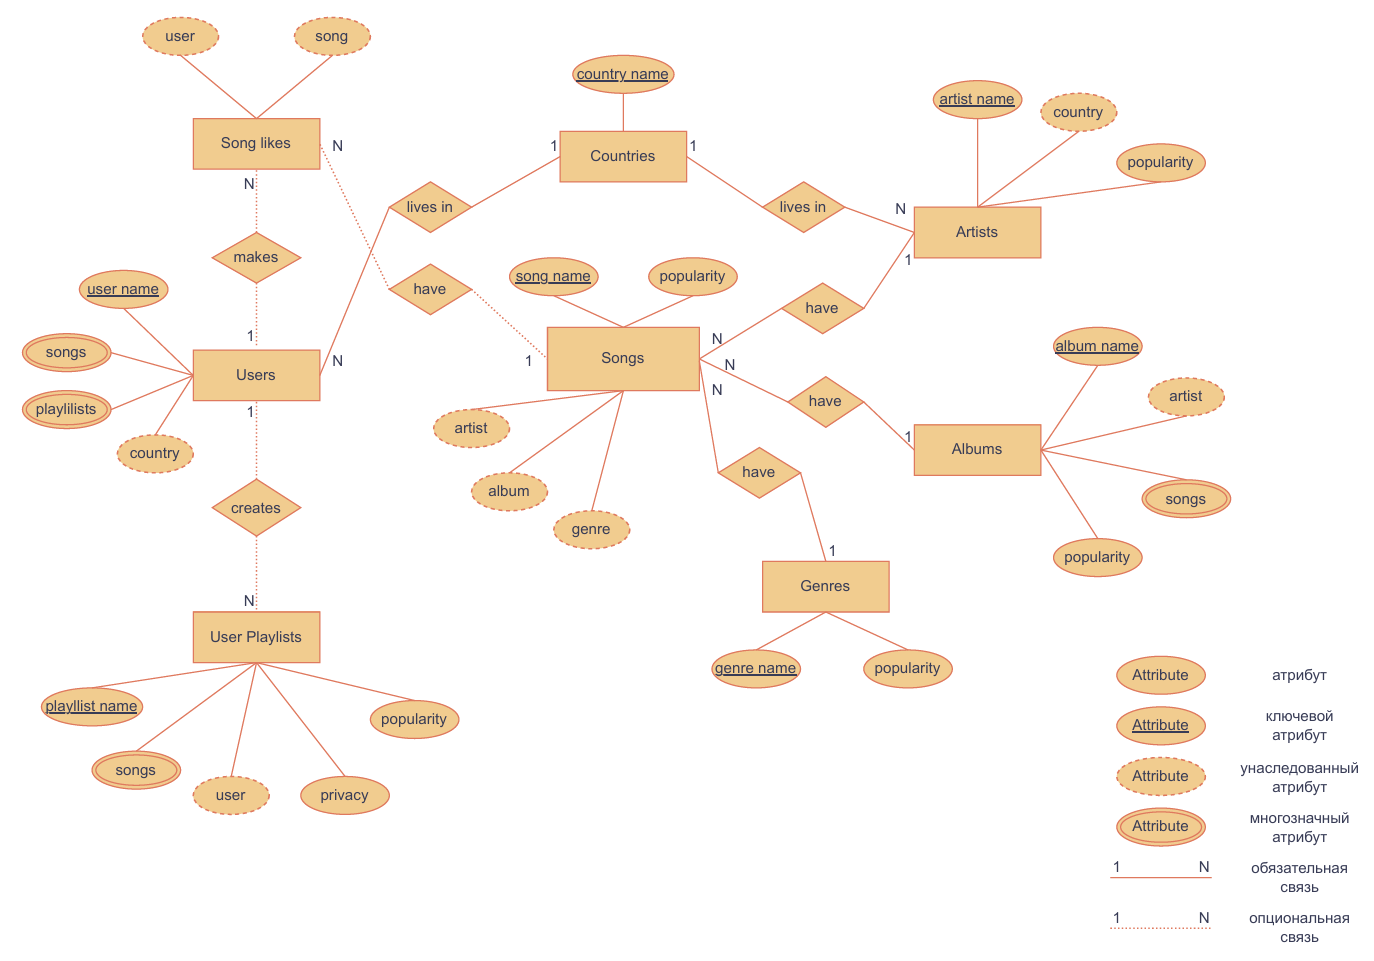 user
song
country name
artist name
country
popularity
Song likes
N
1
Countries
1
N
lives in
lives in
N
Artists
1
makes
user name
have
song name
popularity
have
songs
1
N
1
Songs
N
N
album name
Users
playlilists
1
N
have
artist
country
artist
1
Albums
album
have
songs
creates
genre
popularity
1
Genres
N
User Playlists
genre name
popularity
playllist name
popularity
songs
user
privacy
Attribute
атрибут
Attribute
ключевой
атрибут
Attribute
унаследованный
атрибут
Attribute
многозначный
атрибут
1
N
обязательная
связь
1
N
опциональная
связь